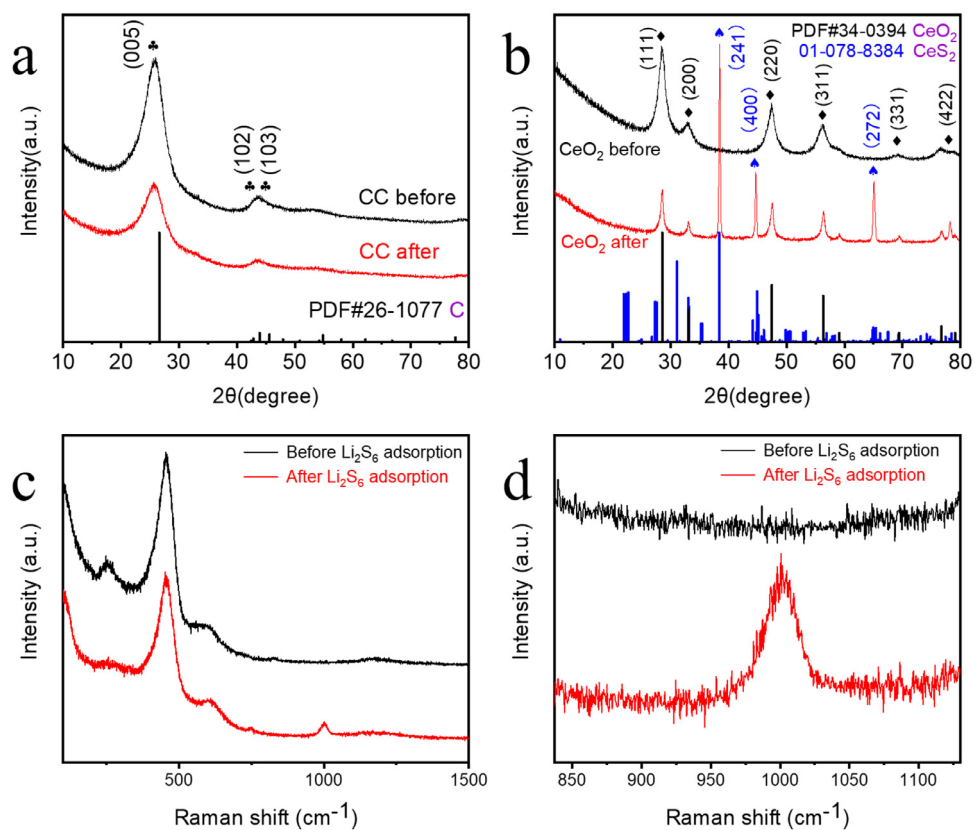 a
(005)
(102)
(103)
CC before
CC after
PDF#26-1077 C
Intensity(a.u.)
10 20 30 40 50 60 70 80
2θ(degree)
b
PDF#34-0394 CeO₂
01-078-8384 CeS₂
(111)
(200)
(241)
(400)
(220)
(311)
(272)
(331)
(422)
CeO₂ before
CeO₂ after
Intensity(a.u.)
10 20 30 40 50 60 70 80
2θ(degree)
c
Before Li₂S₆ adsorption
After Li₂S₆ adsorption
Intensity (a.u.)
500 1000 1500
Raman shift (cm⁻¹)
d
Before Li₂S₆ adsorption
After Li₂S₆ adsorption
Intensity (a.u.)
850 900 950 1000 1050 1100
Raman shift (cm⁻¹)